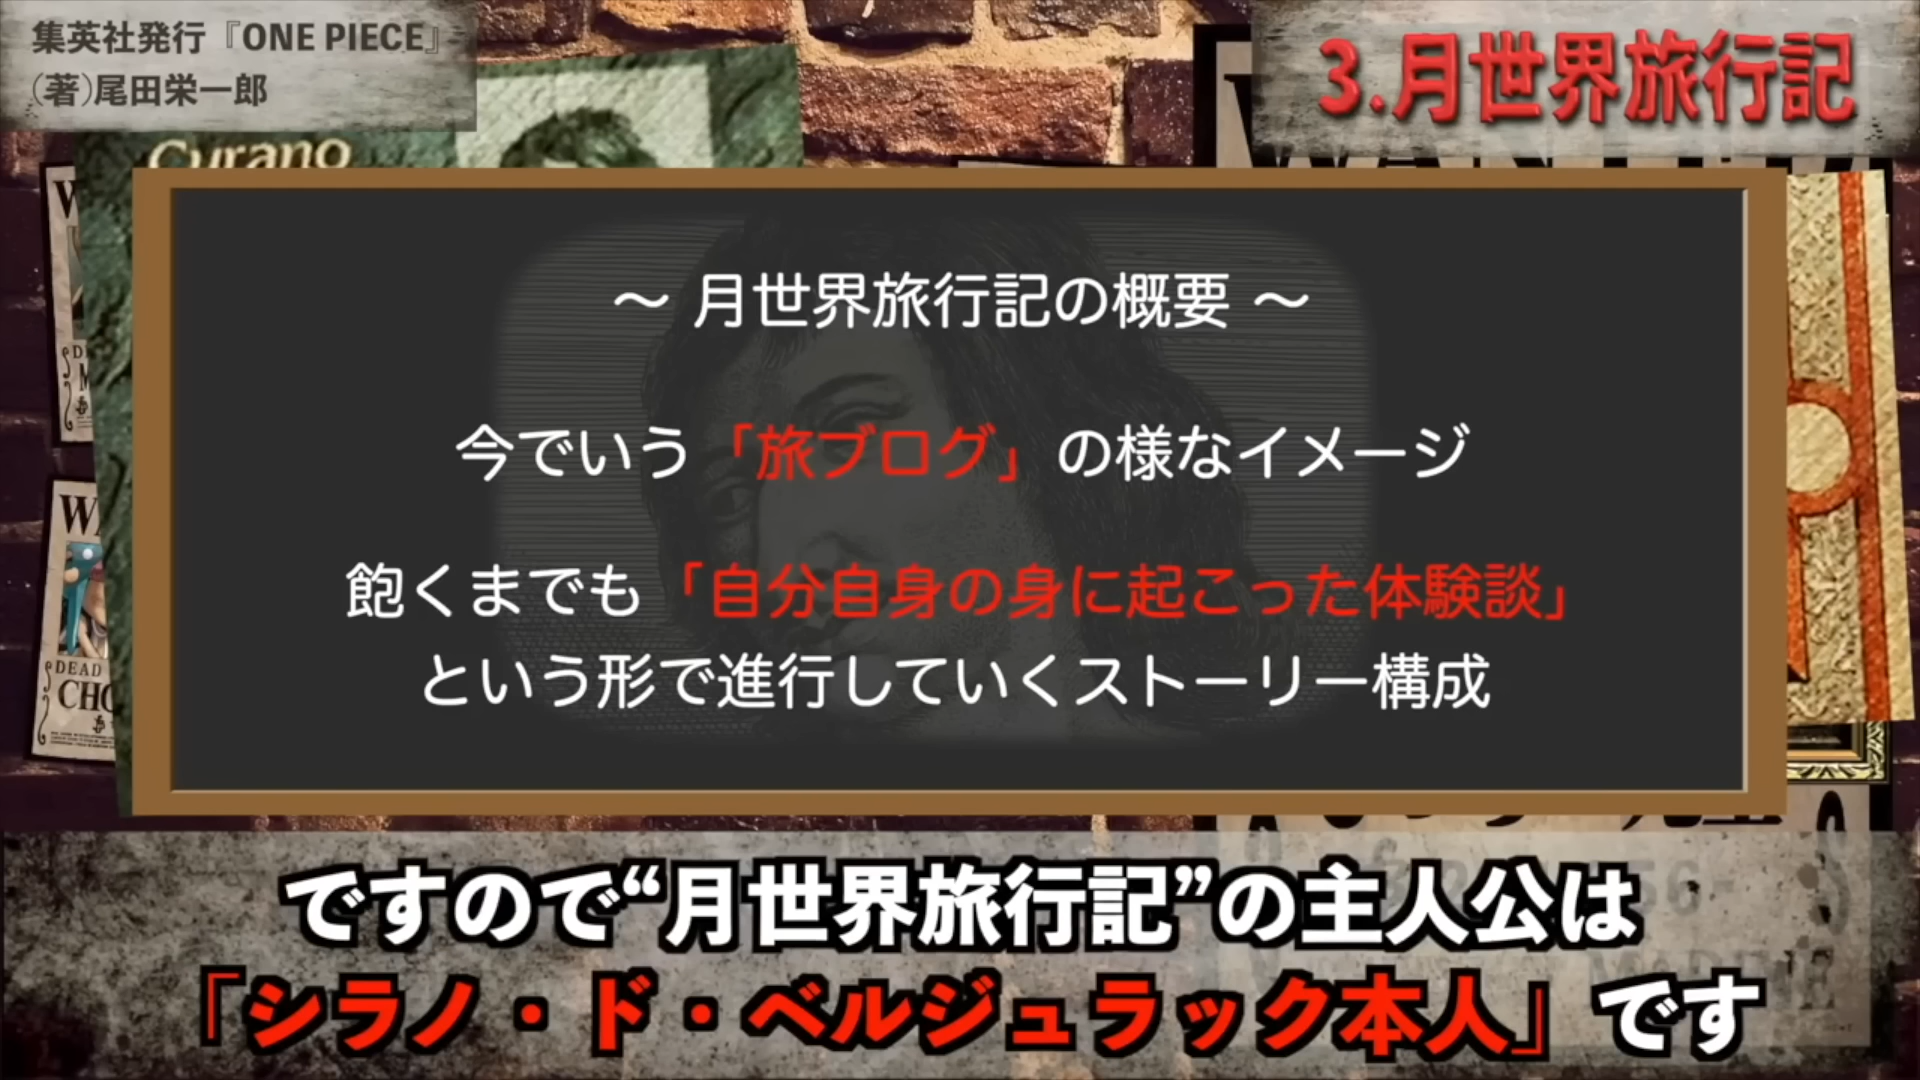 集英社発行『ONE PIECE』
(著)尾田栄一郎
3.月世界旅行記
Cyrano
～ 月世界旅行記の概要 ～
今でいう「旅ブログ」の様なイメージ
飽くまでも「自分自身の身に起こった体験談」
という形で進行していくストーリー構成
DEAD
CHO
ですので“月世界旅行記”の主人公は
「シラノ・ド・ベルジュラック本人」です